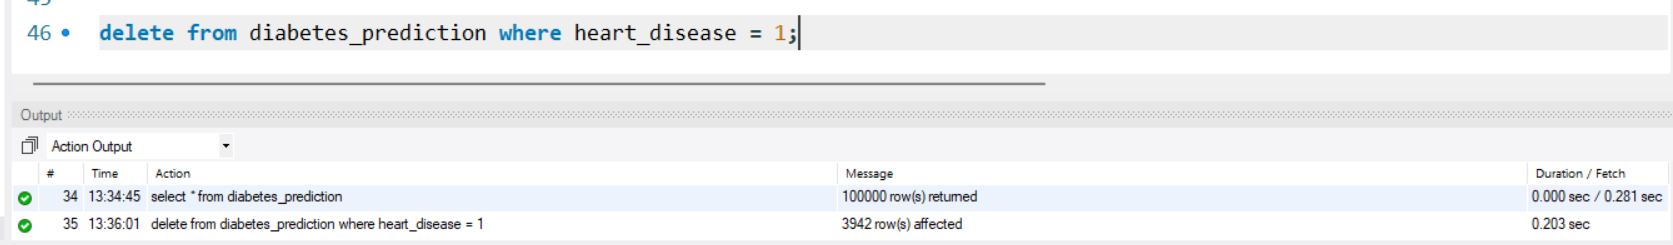 46 delete from diabetes_prediction where heart_disease = 1;
Output
Action Output
# Time Action Message Duration / Fetch
34 13:34:45 select * from diabetes_prediction 100000 row(s) returned 0.000 sec / 0.281 sec
35 13:36:01 delete from diabetes_prediction where heart_disease = 1 3942 row(s) affected 0.203 sec